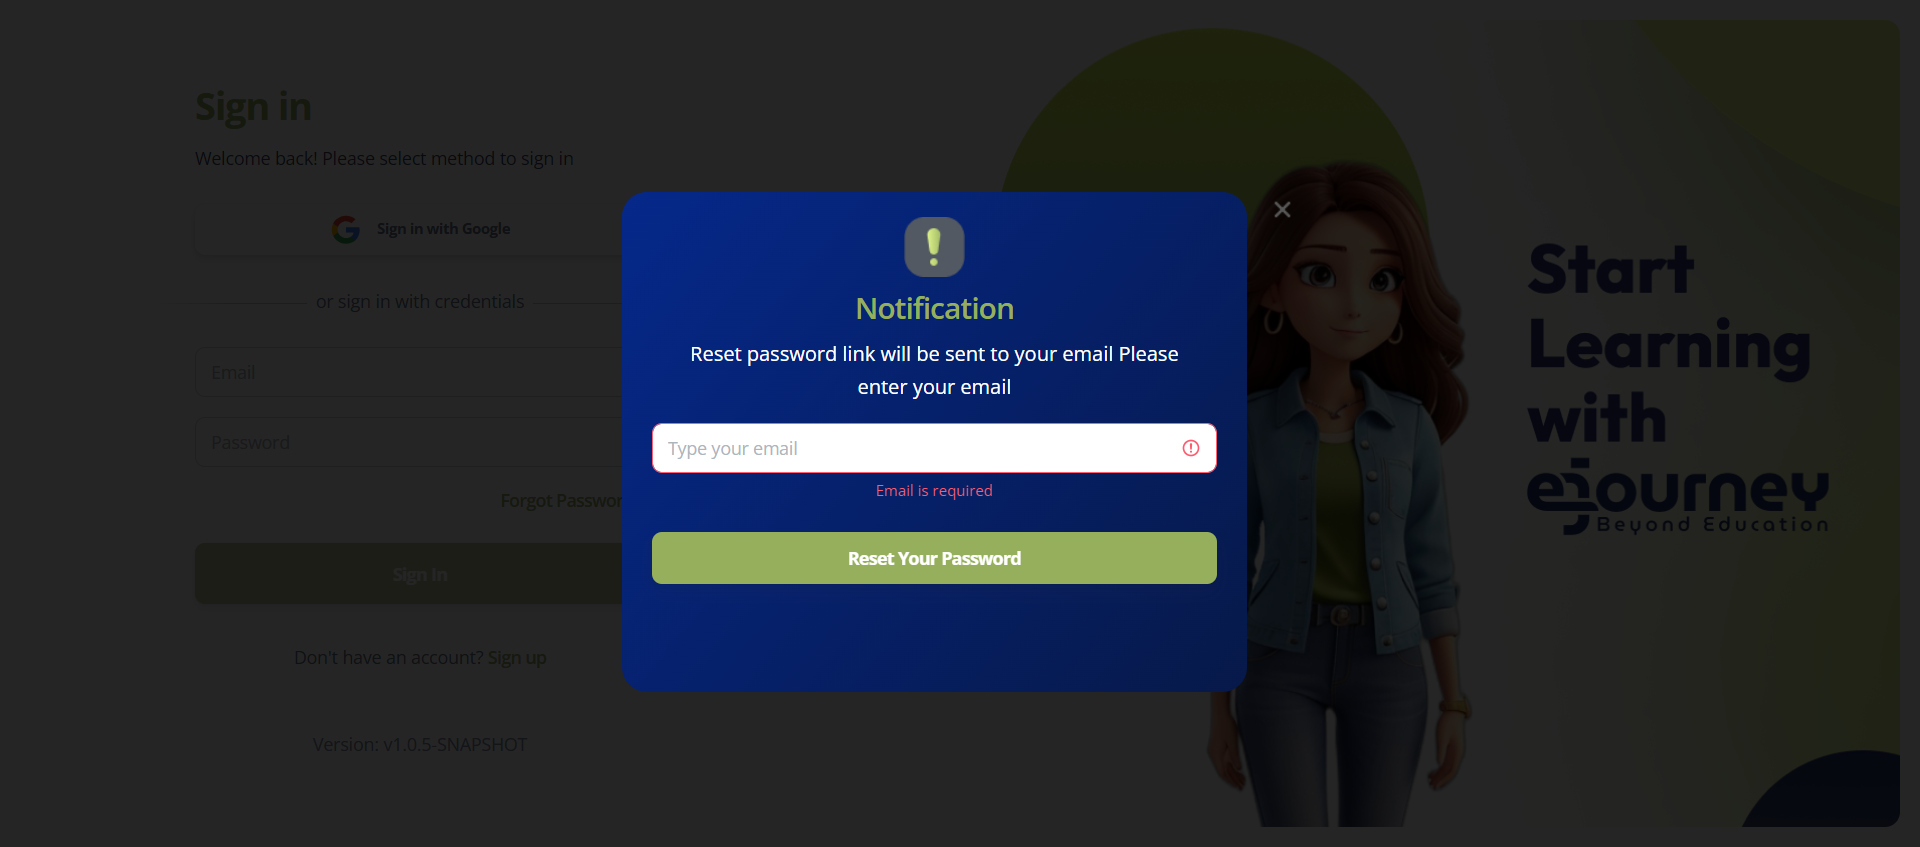 Sign in
Welcome back! Please select method to sign in
Sign in with Google
or sign in with credentials
Email
Password
Forgot Passwor
Sign In
Don't have an account? Sign up
Version: v1.0.5-SNAPSHOT
Notification
Reset password link will be sent to your email Please
enter your email
Type your email
Email is required
Reset Your Password
Start
Learning
with
eJourney
Beyond Education